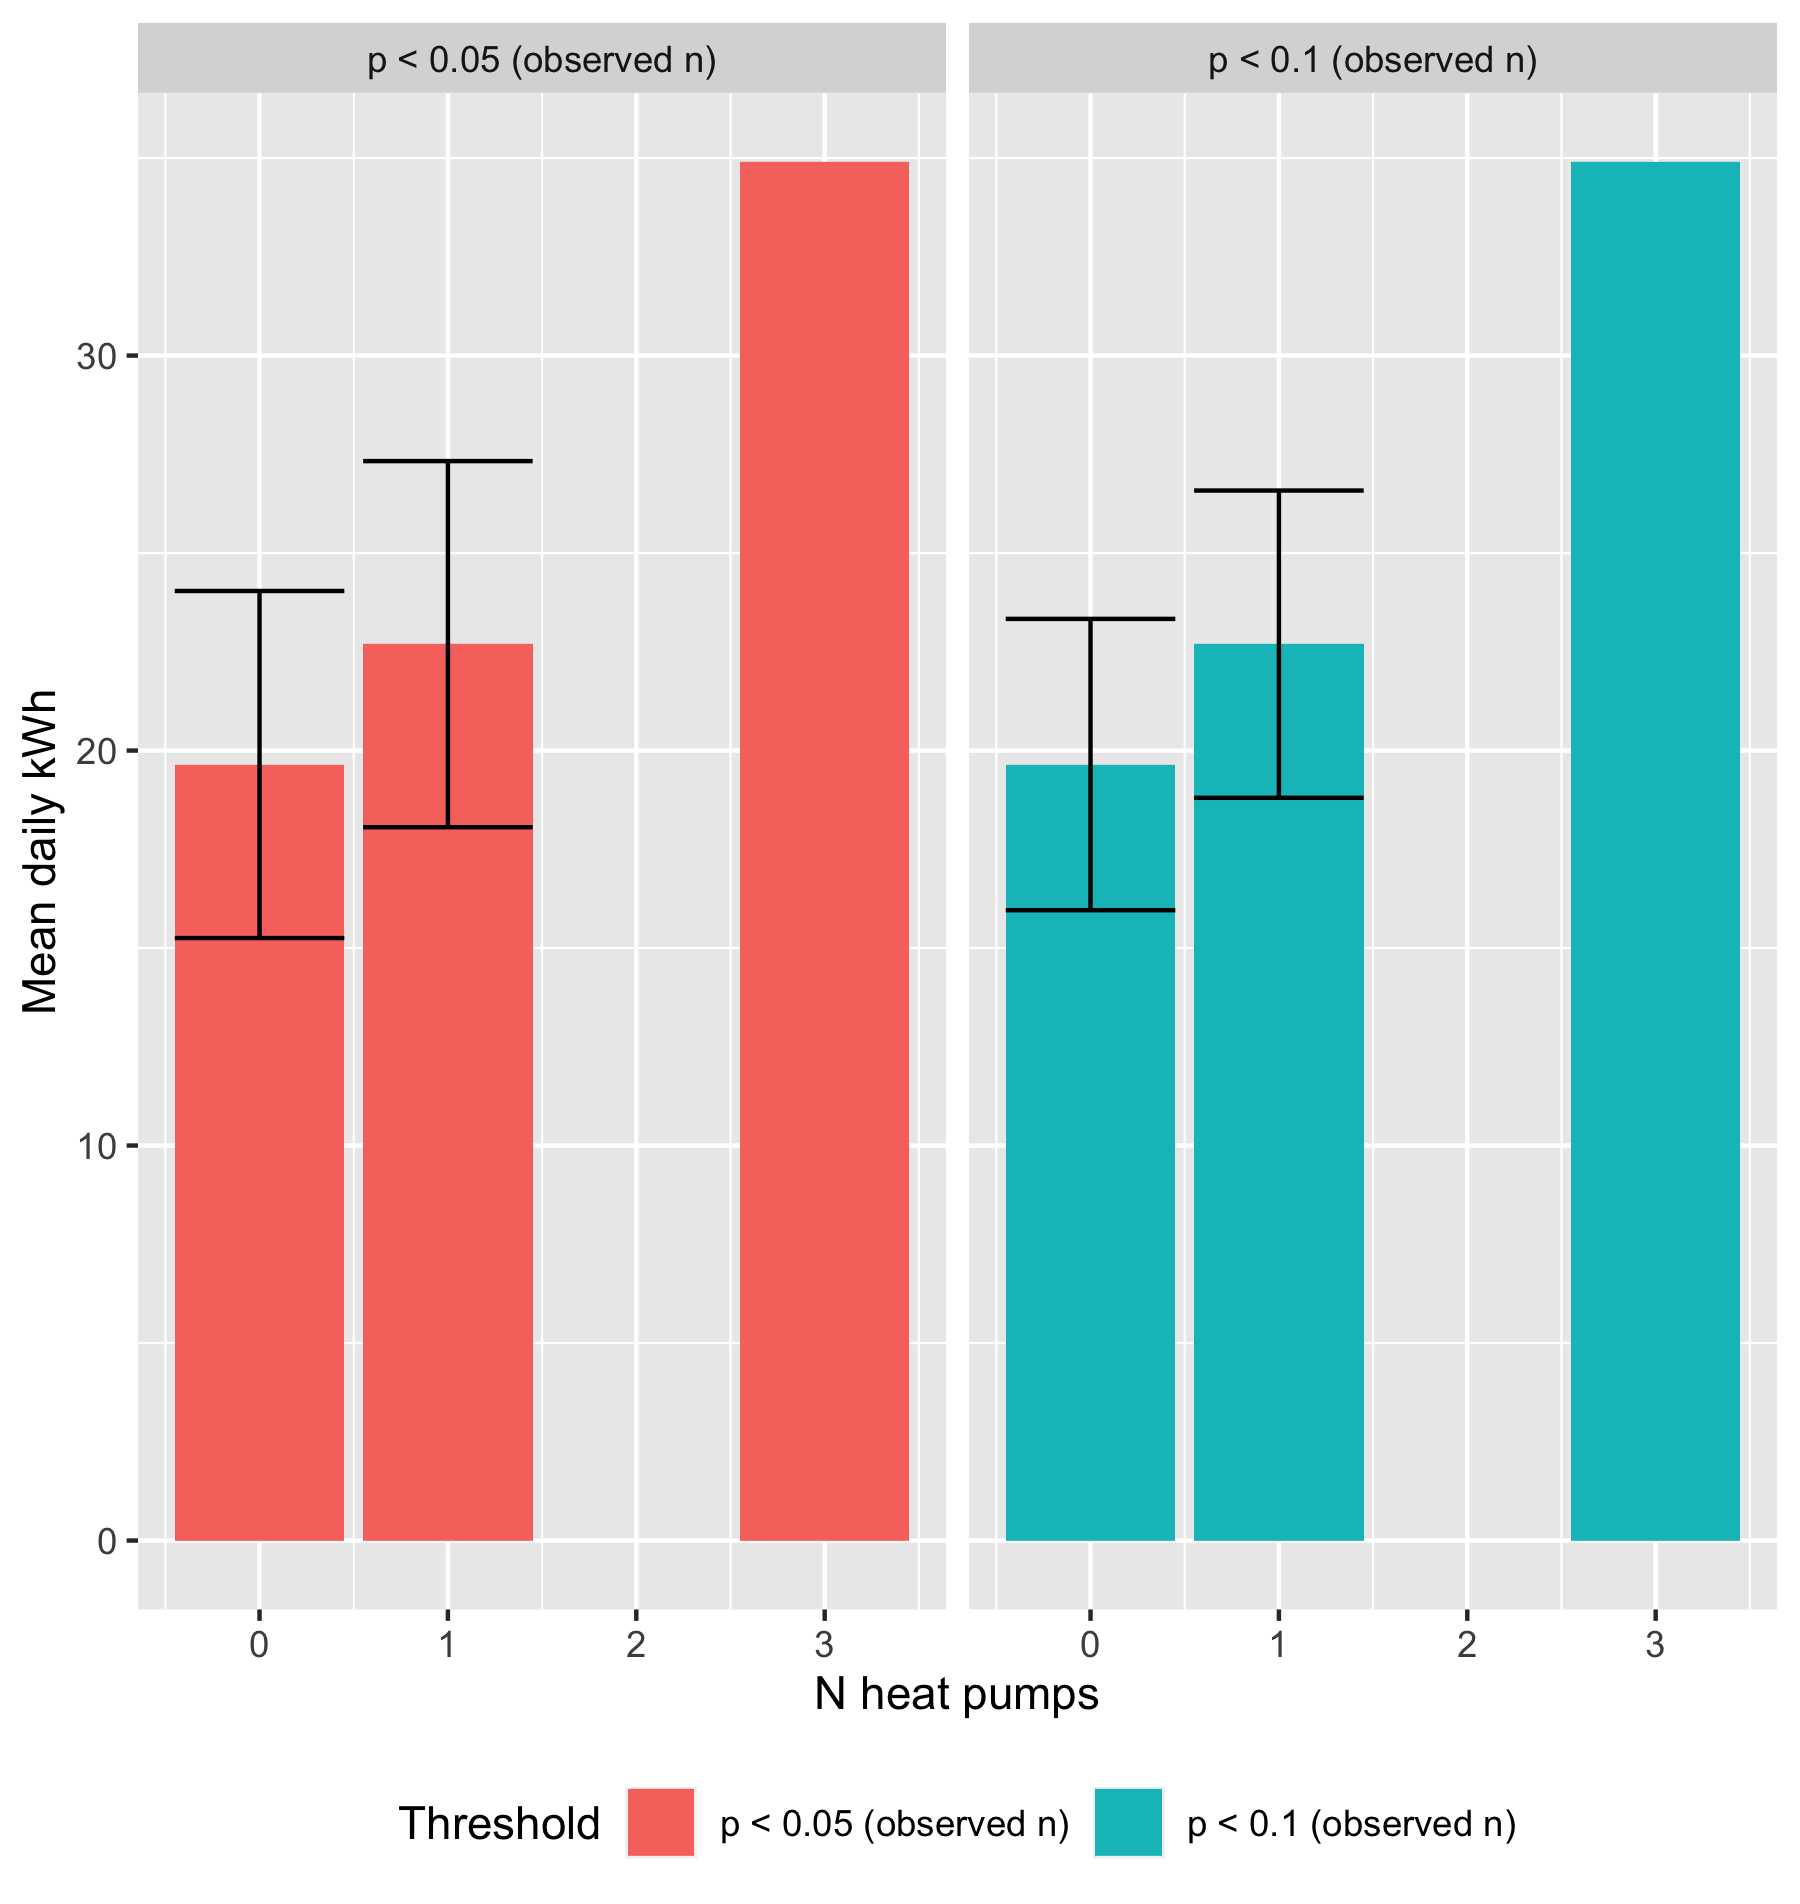 p < 0.05 (observed n)
p < 0.1 (observed n)
Mean daily kWh
30
20
10
0
0 1 2 3
0 1 2 3
N heat pumps
Threshold p < 0.05 (observed n) p < 0.1 (observed n)